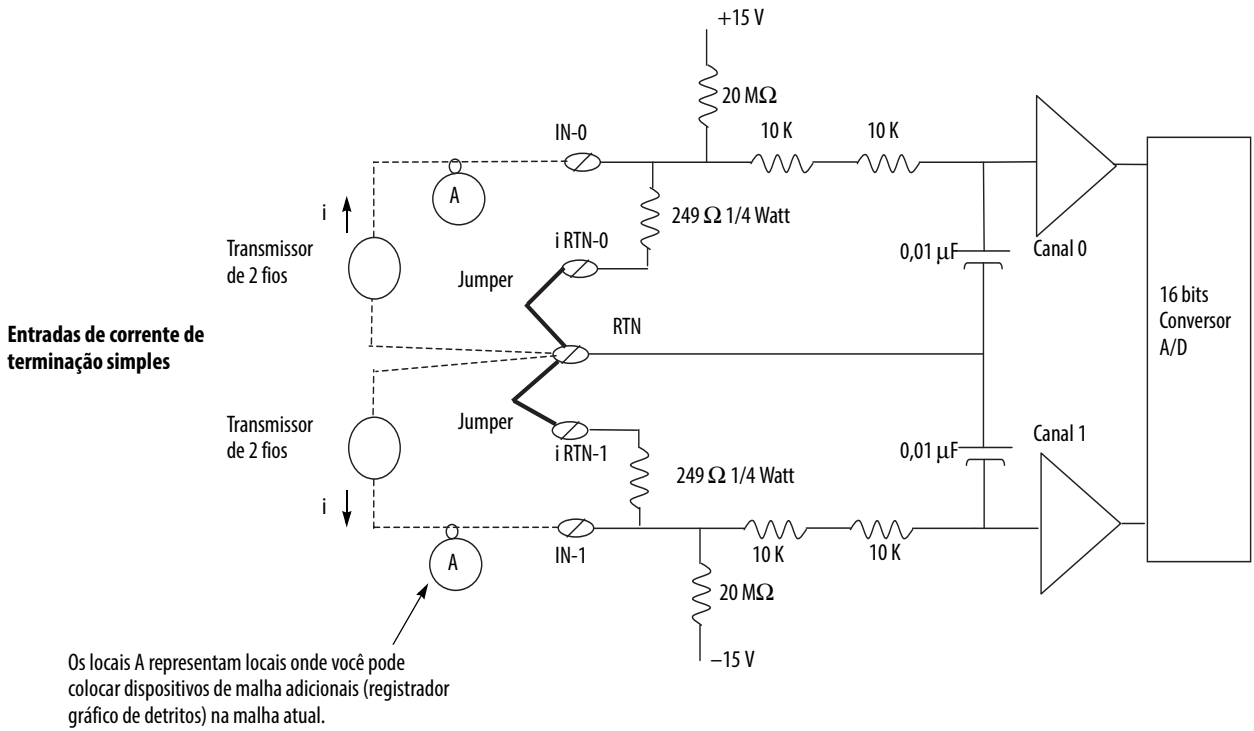 +15 V
20 MΩ
IN-0
10 K
10 K
A
i
249 Ω 1/4 Watt
i RTN-0
Transmissor
de 2 fios
Jumper
0,01 µF
Canal 0
16 bits
Conversor
A/D
RTN
Entradas de corrente de
terminação simples
Transmissor
de 2 fios
Jumper
i RTN-1
0,01 µF
Canal 1
249 Ω 1/4 Watt
i
IN-1
10 K
10 K
A
20 MΩ
–15 V
Os locais A representam locais onde você pode
colocar dispositivos de malha adicionais (registrador
gráfico de detritos) na malha atual.